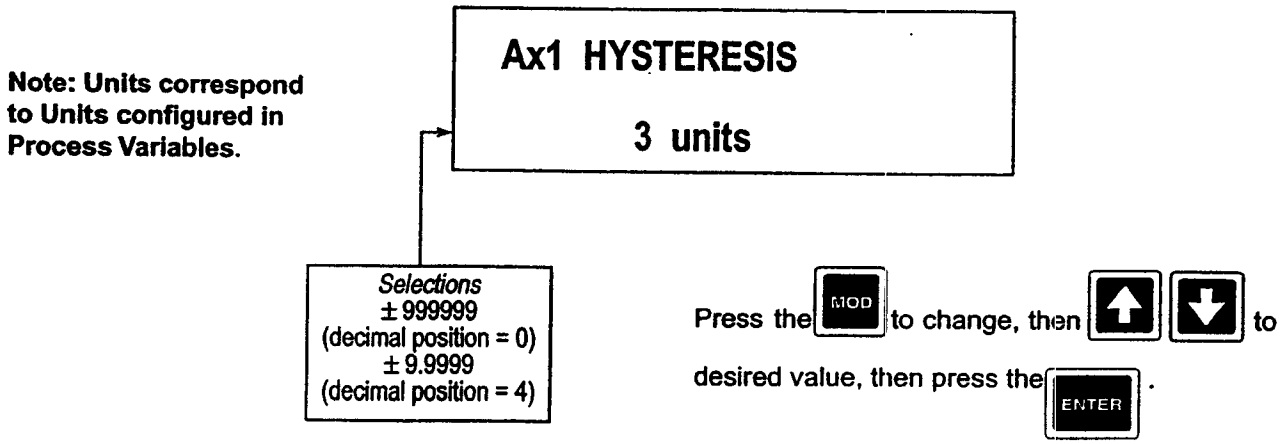 Ax1 HYSTERESIS
3 units
Note: Units correspond
to Units configured in
Process Variables.
Selections
± 999999
(decimal position = 0)
± 9.9999
(decimal position = 4)
Press the MOD to change, then to
desired value, then press the ENTER .